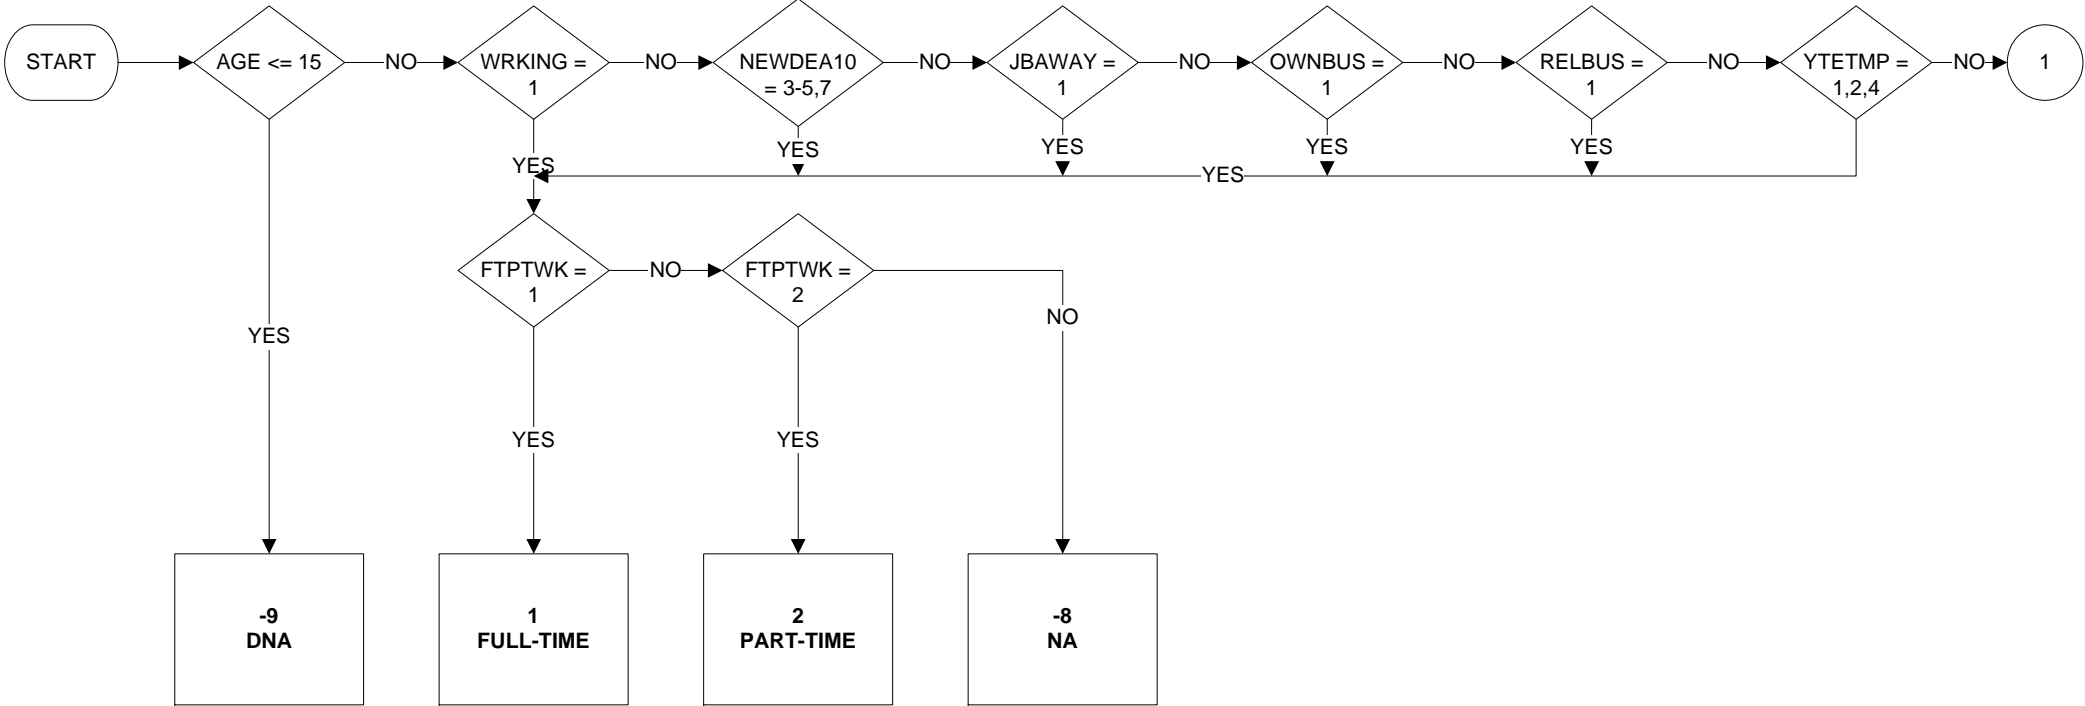 START
AGE <= 15
NO
WRKING =
1
NO
NEWDEA10
= 3-5,7
NO
JBAWAY =
1
NO
OWNBUS =
1
NO
RELBUS =
1
NO
YTETMP =
1,2,4
NO
1
YES
YES
YES
YES
YES
YES
FTPTWK =
1
NO
FTPTWK =
2
NO
YES
YES
YES
-9
DNA
1
FULL-TIME
2
PART-TIME
-8
NA